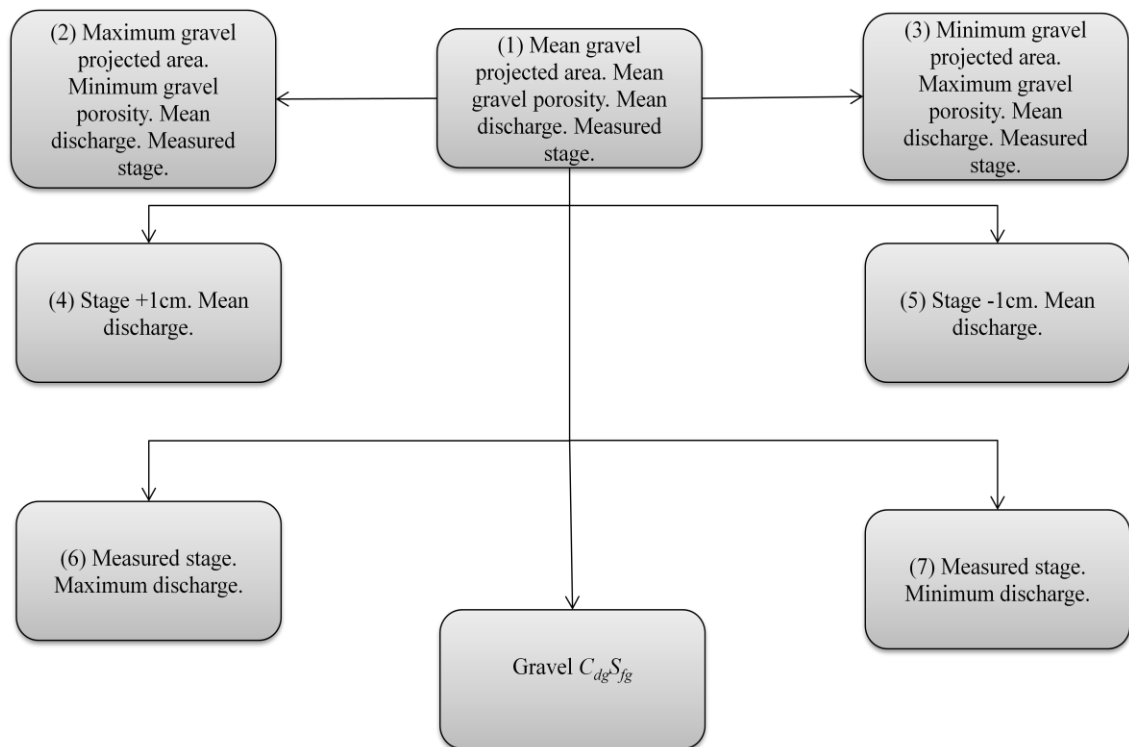 (2) Maximum gravel
projected area.
Minimum gravel
porosity. Mean
discharge. Measured
stage.
(1) Mean gravel
projected area. Mean
gravel porosity. Mean
discharge. Measured
stage.
(3) Minimum gravel
projected area.
Maximum gravel
porosity. Mean
discharge. Measured
stage.
(4) Stage +1cm. Mean
discharge.
(5) Stage -1cm. Mean
discharge.
(6) Measured stage.
Maximum discharge.
(7) Measured stage.
Minimum discharge.
Gravel CdgSfg